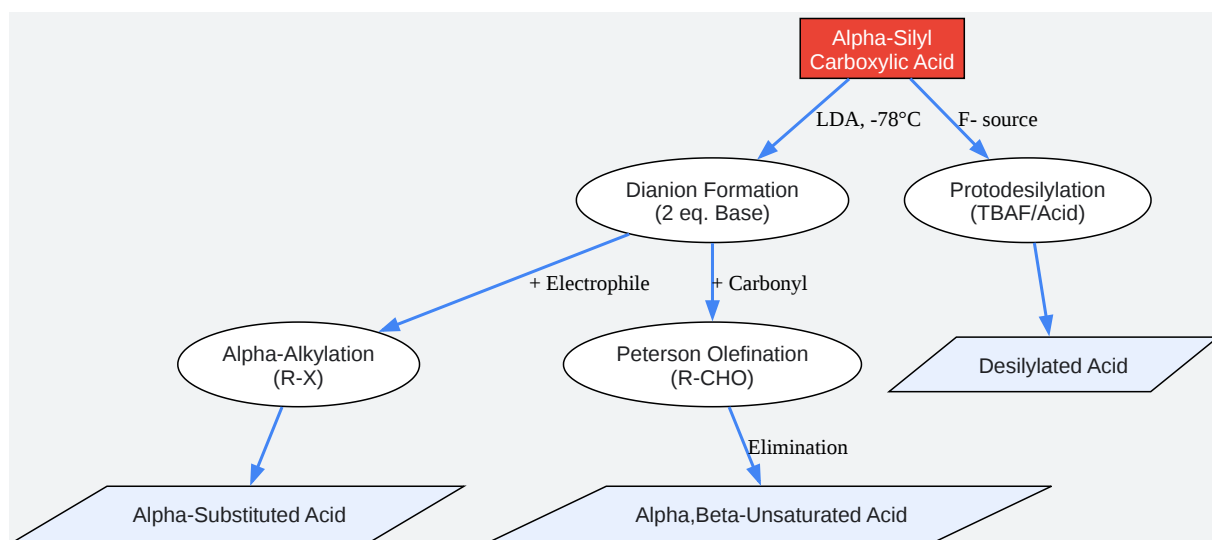 Alpha-Silyl
Carboxylic Acid
LDA, -78°C
F- source
Dianion Formation
(2 eq. Base)
Protodesilylation
(TBAF/Acid)
+ Electrophile
+ Carbonyl
Alpha-Alkylation
(R-X)
Peterson Olefination
(R-CHO)
Desilylated Acid
Elimination
Alpha-Substituted Acid
Alpha,Beta-Unsaturated Acid